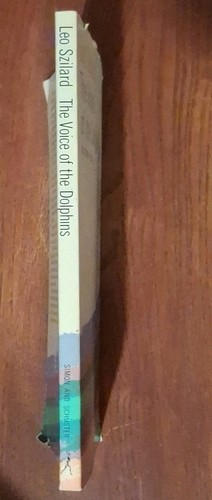 Leo Szilard The Voice of the Dolphins
SIMON AND SCHUSTER